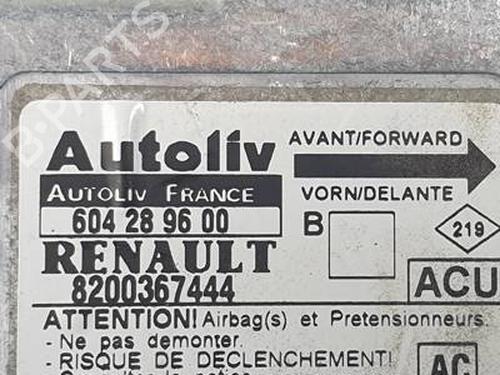 B-PARTS
Autoliv
AVANT/FORWARD
AUTOLIV FRANCE
VORN/DELANTE
604 28 96 00
B
219
RENAULT
8200367444
ACU
ATTENTION! Airbag(s) et Pretensionneurs.
- Ne pas demonter.
- RISQUE DE DECLENCHEMENT!
AC